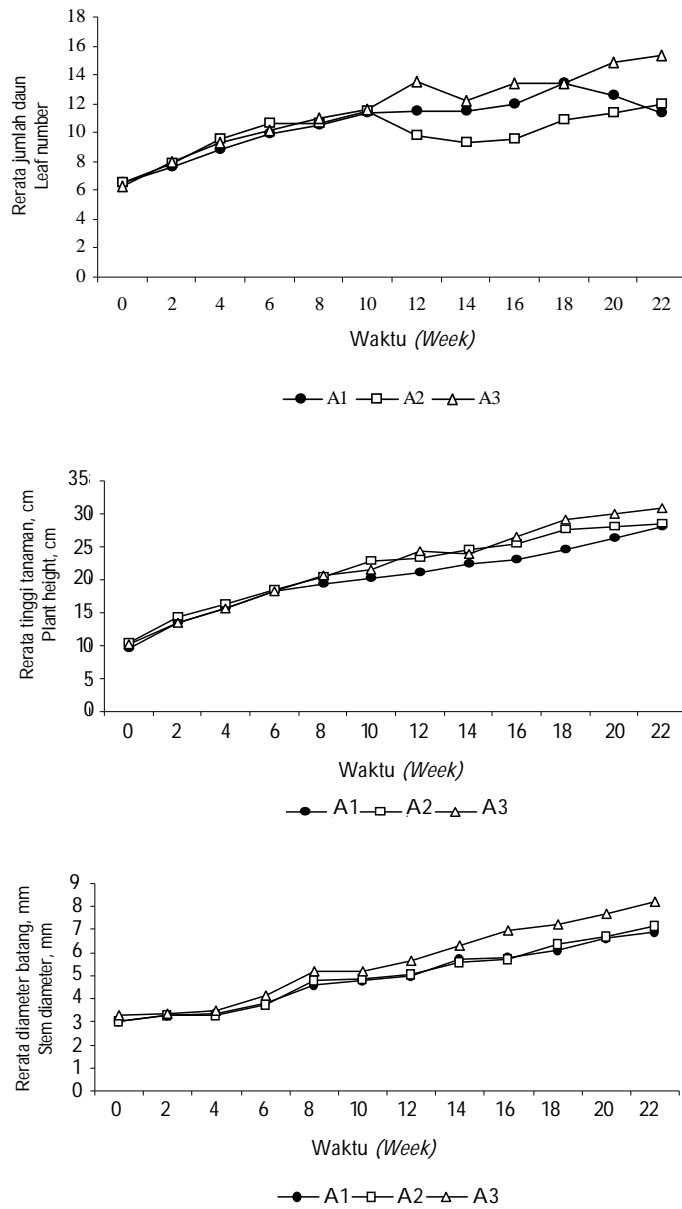 18
16
14
12
10
8
6
4
2
0
Rerata jumlah daun
Leaf number
0 2 4 6 8 10 12 14 16 18 20 22
Waktu (Week)
A1 A2 A3
35
30
25
20
15
10
5
0
Rerata tinggi tanaman, cm
Plant height, cm
0 2 4 6 8 10 12 14 16 18 20 22
Waktu (Week)
A1 A2 A3
9
8
7
6
5
4
3
2
1
0
Rerata diameter batang, mm
Stem diameter, mm
0 2 4 6 8 10 12 14 16 18 20 22
Waktu (Week)
A1 A2 A3